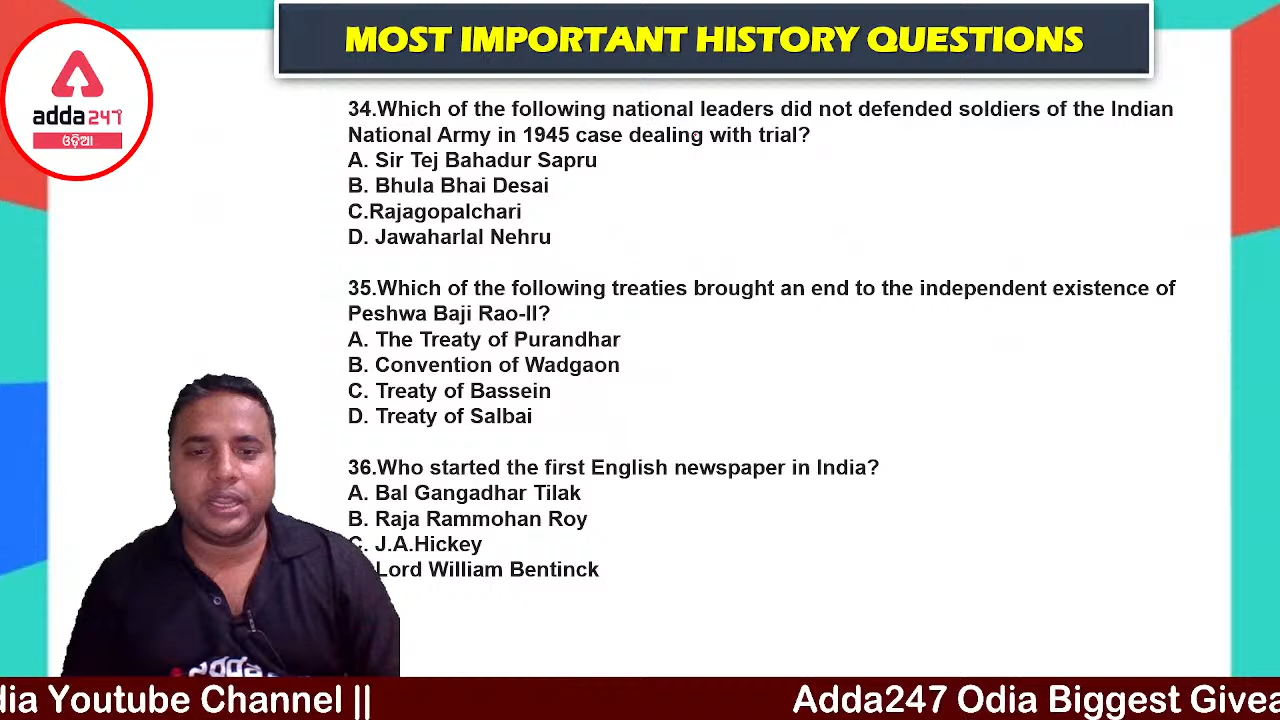 MOST IMPORTANT HISTORY QUESTIONS
adda247
ଓଡ଼ିଆ
34.Which of the following national leaders did not defended soldiers of the Indian
National Army in 1945 case dealing with trial?
A. Sir Tej Bahadur Sapru
B. Bhula Bhai Desai
C.Rajagopalchari
D. Jawaharlal Nehru
35.Which of the following treaties brought an end to the independent existence of
Peshwa Baji Rao-II?
A. The Treaty of Purandhar
B. Convention of Wadgaon
C. Treaty of Bassein
D. Treaty of Salbai
36.Who started the first English newspaper in India?
A. Bal Gangadhar Tilak
B. Raja Rammohan Roy
C. J.A.Hickey
Lord William Bentinck
adda
dia Youtube Channel || Adda247 Odia Biggest Givea